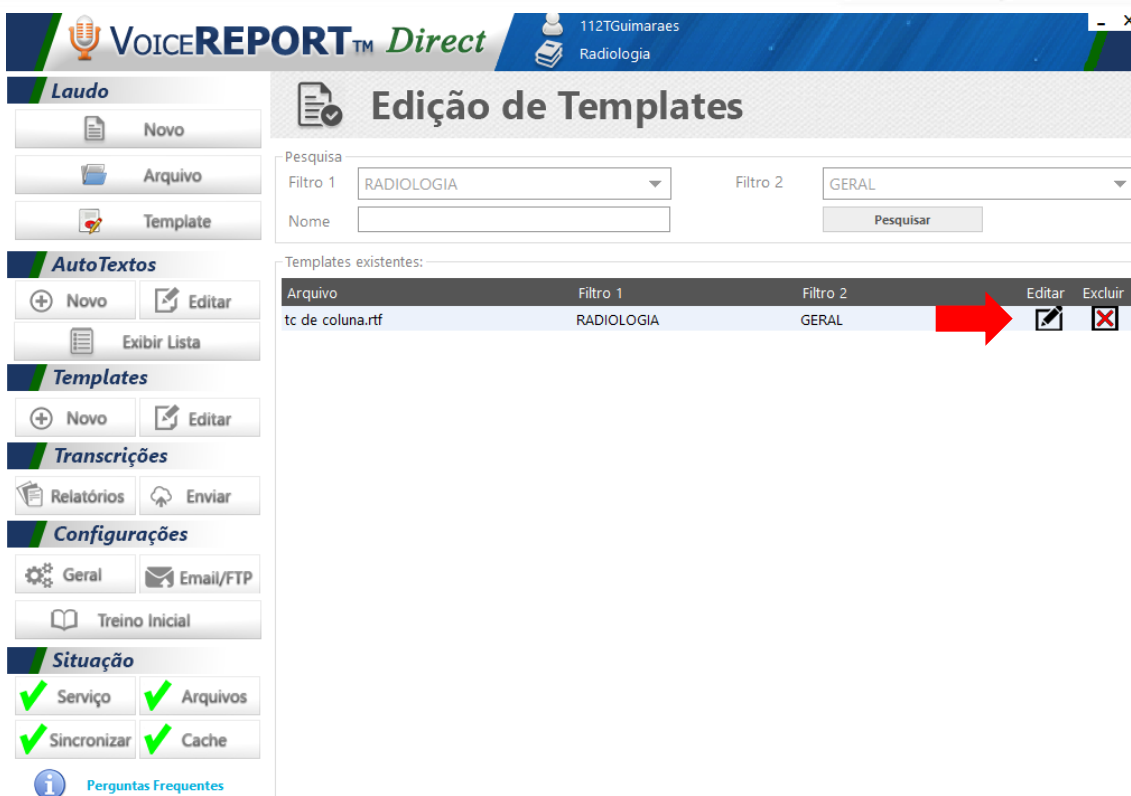 VOICEREPORT™ Direct
112TGuimaraes
Radiologia
Laudo
Novo
Arquivo
Template
AutoTextos
Novo Editar
Exibir Lista
Templates
Novo Editar
Transcrições
Relatórios Enviar
Configurações
Geral Email/FTP
Treino Inicial
Situação
Serviço Arquivos
Sincronizar Cache
Perguntas Frequentes
Edição de Templates
Pesquisa
Filtro 1 RADIOLOGIA Filtro 2 GERAL
Nome Pesquisar
Templates existentes:
Arquivo Filtro 1 Filtro 2 Editar Excluir
tc de coluna.rtf RADIOLOGIA GERAL